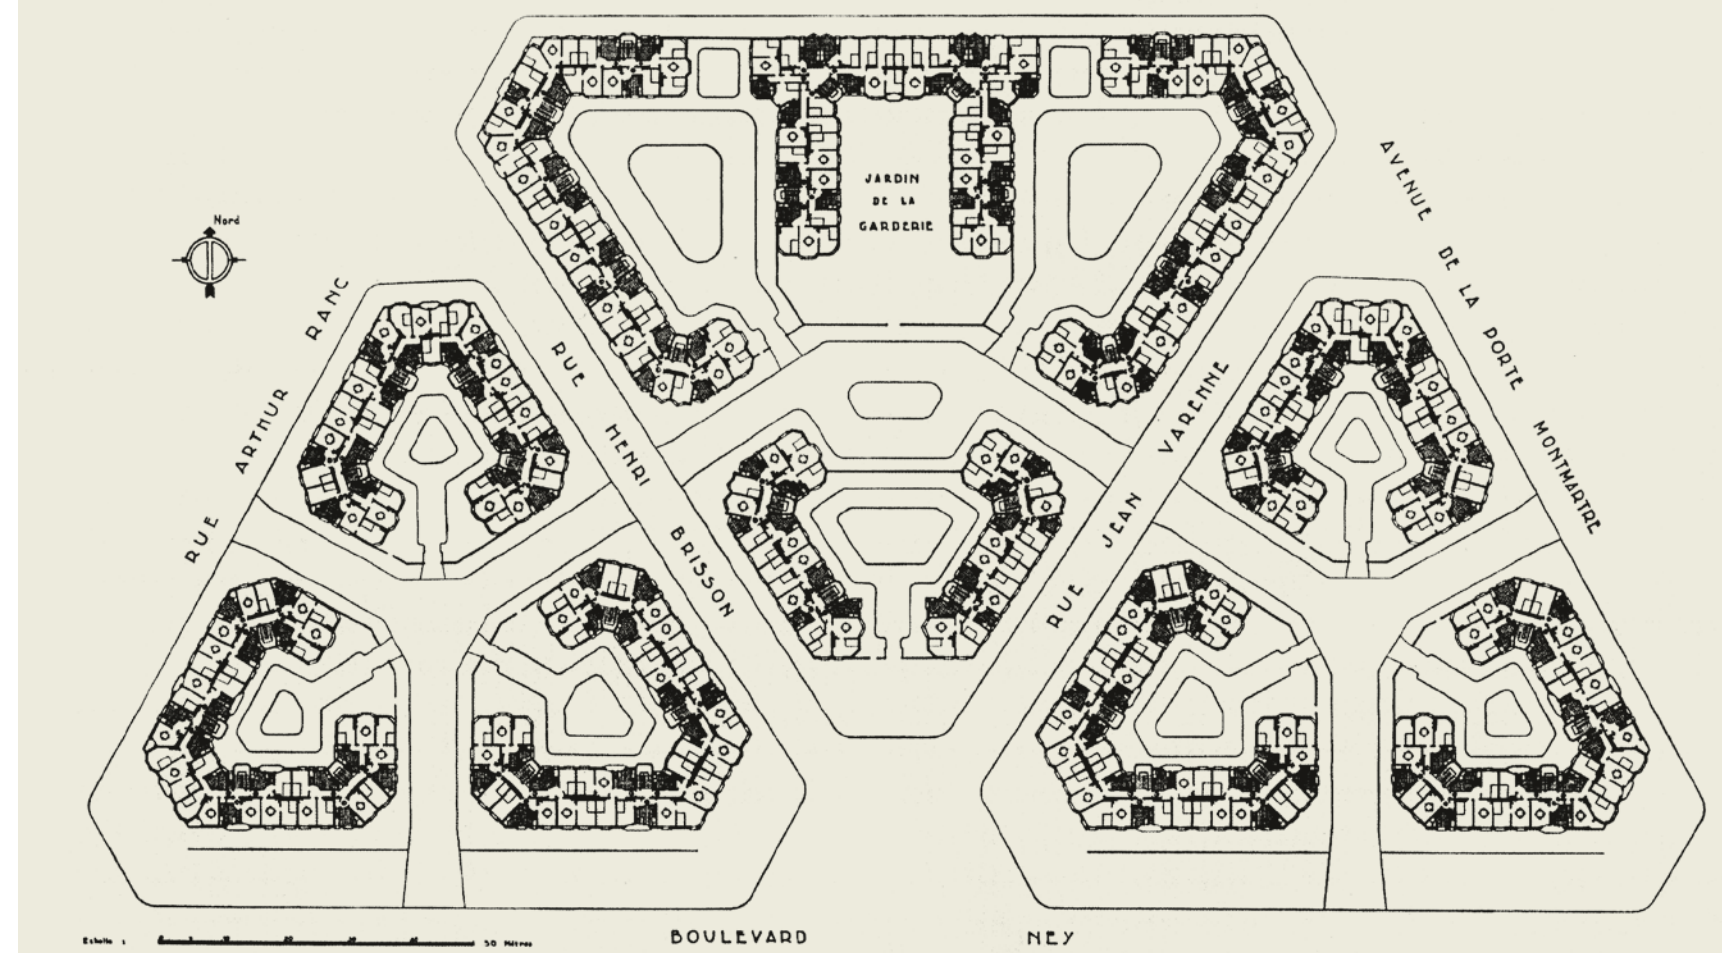 JARDIN
DE LA
GARDERIE
Nord
AVENUE DE LA PORTE MONTMARTRE
RUE ARTHUR RANC
RUE HENRI BRISSON
RUE JEAN VARENNE
BOULEVARD NEY
Echelle :
50 Mètres